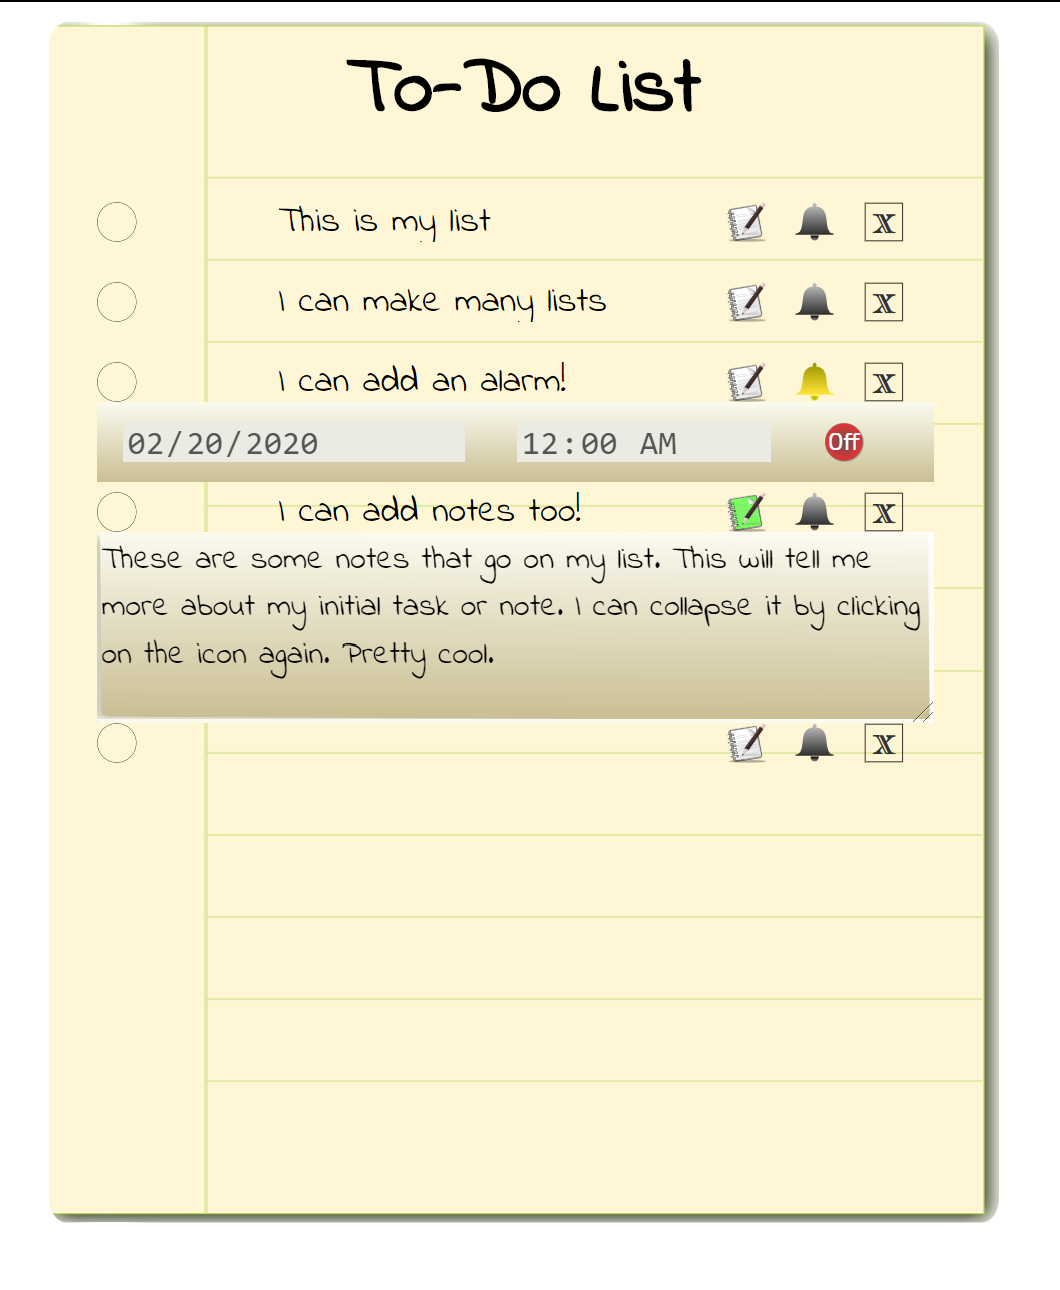 To-Do List
This is my list X
I can make many lists X
I can add an alarm! X
02/20/2020 12:00 AM Off
I can add notes too! X
These are some notes that go on my list. This will tell me
more about my initial task or note. I can collapse it by clicking
on the icon again. Pretty cool.
X